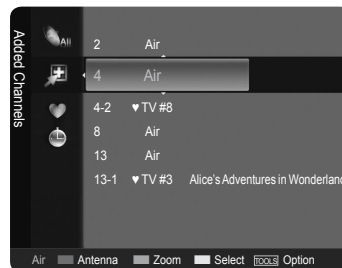 Added Channels
All
2 Air
4 Air
4-2 ♥ TV #8
8 Air
13 Air
13-1 ♥ TV #3 Alice's Adventures in Wonderland
Air Antenna Zoom Select TOOLS Option